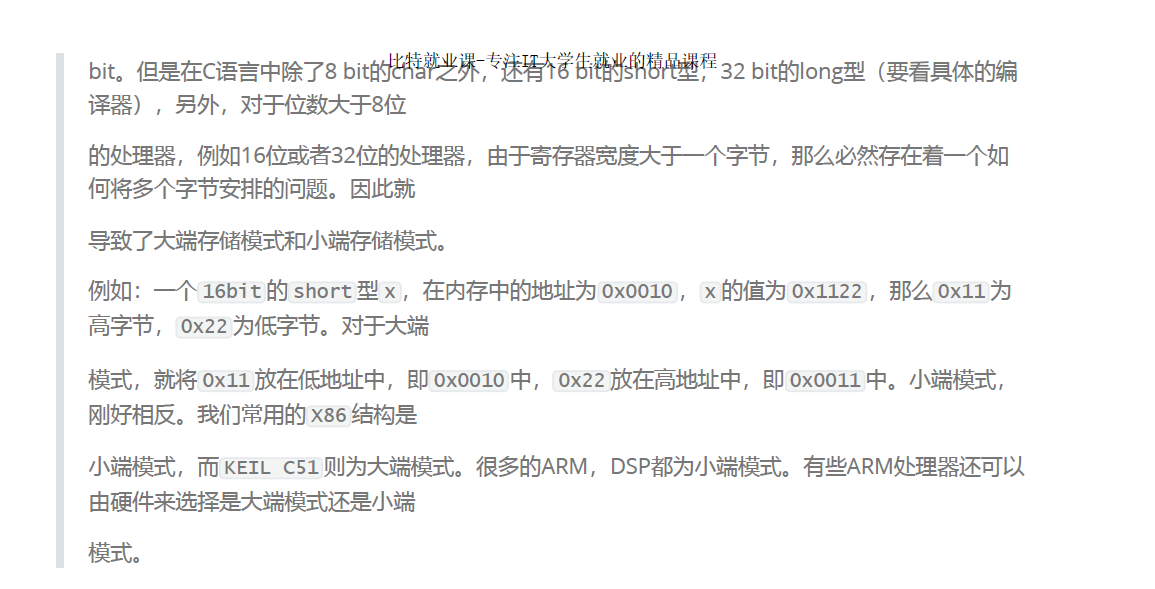 比特就业课-专注IT大学生就业的精品课程
bit。但是在C语言中除了8 bit的char之外，还有16 bit的short型，32 bit的long型（要看具体的编
译器），另外，对于位数大于8位
的处理器，例如16位或者32位的处理器，由于寄存器宽度大于一个字节，那么必然存在着一个如
何将多个字节安排的问题。因此就
导致了大端存储模式和小端存储模式。
例如：一个16bit的short型x，在内存中的地址为0x0010，x的值为0x1122，那么0x11为
高字节，0x22为低字节。对于大端
模式，就将0x11放在低地址中，即0x0010中，0x22放在高地址中，即0x0011中。小端模式，
刚好相反。我们常用的X86结构是
小端模式，而KEIL C51则为大端模式。很多的ARM，DSP都为小端模式。有些ARM处理器还可以
由硬件来选择是大端模式还是小端
模式。